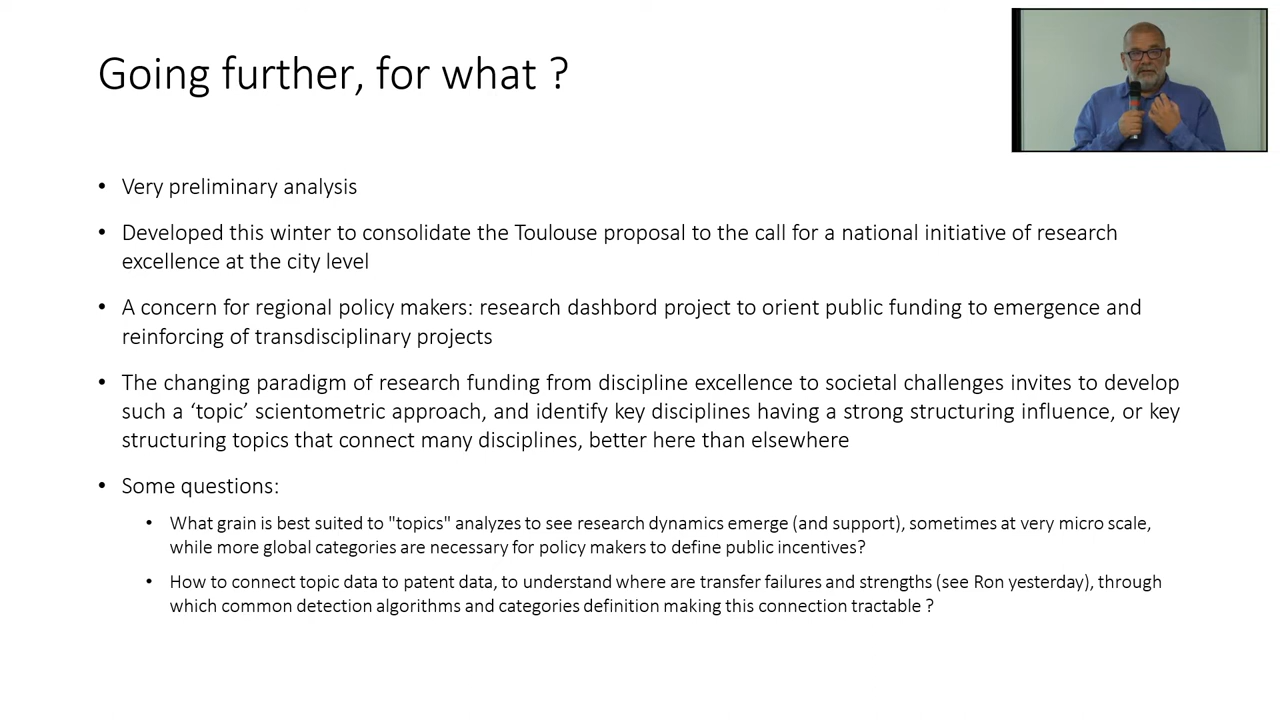 Going further, for what ?
• Very preliminary analysis
• Developed this winter to consolidate the Toulouse proposal to the call for a national initiative of research
excellence at the city level
• A concern for regional policy makers: research dashbord project to orient public funding to emergence and
reinforcing of transdisciplinary projects
• The changing paradigm of research funding from discipline excellence to societal challenges invites to develop
such a ‘topic’ scientometric approach, and identify key disciplines having a strong structuring influence, or key
structuring topics that connect many disciplines, better here than elsewhere
• Some questions:
• What grain is best suited to "topics" analyzes to see research dynamics emerge (and support), sometimes at very micro scale,
while more global categories are necessary for policy makers to define public incentives?
• How to connect topic data to patent data, to understand where are transfer failures and strengths (see Ron yesterday), through
which common detection algorithms and categories definition making this connection tractable ?